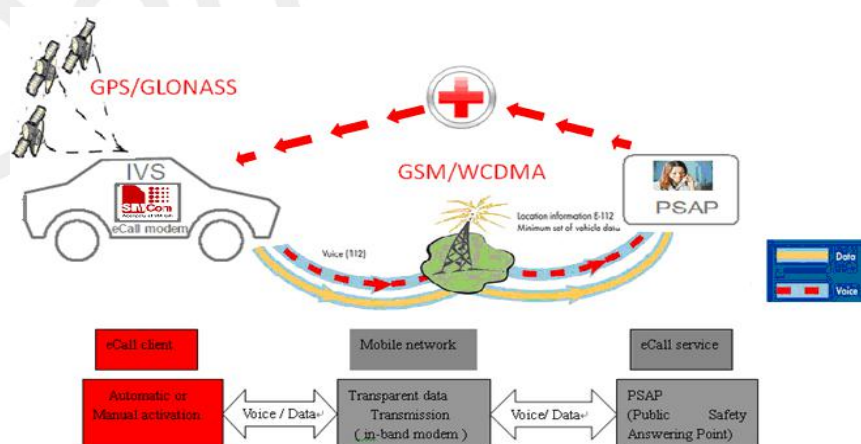 GPS/GLONASS
IVS
SIMCom
eCall modem
GSM/WCDMA
PSAP
Location information E-112
Minimum set of vehicle data
Voice (112)
Data
Voice
eCall client
Mobile network
eCall service
Automatic or
Manual activation.
Voice / Data
Transparent data
Transmission
( in-band modem )
Voice/ Data
PSAP
(Public Safety
Answering Point)